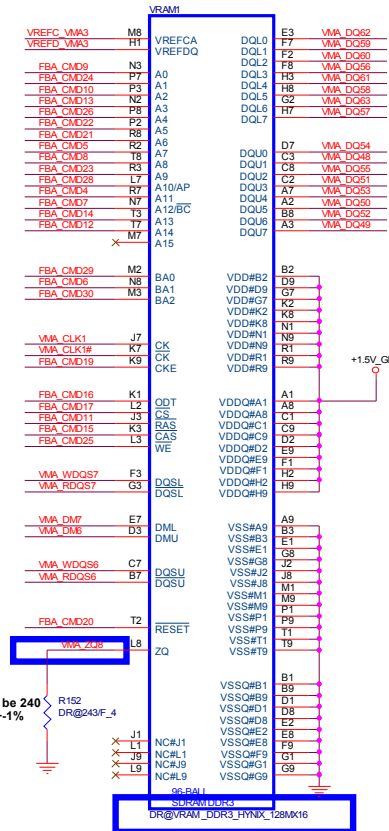 VRAM1
VREFC_VMA3 M8 VREFCA
VREFD_VMA3 H1 VREFDQ
FBA_CMD9 N3 A0
FBA_CMD24 P7 A1
FBA_CMD10 P3 A2
FBA_CMD13 N2 A3
FBA_CMD26 P8 A4
FBA_CMD22 P2 A5
FBA_CMD21 R8 A6
FBA_CMD5 R2 A7
FBA_CMD8 T8 A8
FBA_CMD23 R3 A9
FBA_CMD28 L7 A10/AP
FBA_CMD4 R7 A11
FBA_CMD7 N7 A12/BC
FBA_CMD14 T3 A13
FBA_CMD12 T7 A14
M7 A15
FBA_CMD29 M2 BA0
FBA_CMD6 N8 BA1
FBA_CMD30 M3 BA2
VMA_CLK1 J7 CK
VMA_CLK1# K7 CK
FBA_CMD19 K9 CKE
FBA_CMD16 K1 ODT
FBA_CMD17 L2 CS
FBA_CMD11 J3 RAS
FBA_CMD15 K3 CAS
FBA_CMD25 L3 WE
VMA_WDQS7 F3 DQSL
VMA_RDQS7 G3 DQSL
VMA_DM7 E7 DML
VMA_DM6 D3 DMU
VMA_WDQS6 C7 DQSU
VMA_RDQS6 B7 DQSU
FBA_CMD20 T2 RESET
VMA_ZQ8 L8 ZQ
be 240
-1%
R152
DR@243/F_4
J1 NC#J1
L1 NC#L1
J9 NC#J9
L9 NC#L9
DQL0 E3 VMA_DQ62
DQL1 F7 VMA_DQ59
DQL2 F2 VMA_DQ60
DQL3 F8 VMA_DQ56
DQL4 H3 VMA_DQ61
DQL5 H8 VMA_DQ58
DQL6 G2 VMA_DQ63
DQL7 H7 VMA_DQ57
DQU0 D7 VMA_DQ54
DQU1 C3 VMA_DQ48
DQU2 C8 VMA_DQ55
DQU3 C2 VMA_DQ51
DQU4 A7 VMA_DQ53
DQU5 A2 VMA_DQ50
DQU6 B8 VMA_DQ52
DQU7 A3 VMA_DQ49
VDD#B2 B2
VDD#D9 D9
VDD#G7 G7
VDD#K2 K2
VDD#K8 K8
VDD#N1 N1
VDD#N9 N9
VDD#R1 R1
VDD#R9 R9
VDDQ#A1 A1
VDDQ#A8 A8
VDDQ#C1 C1
VDDQ#C9 C9
VDDQ#D2 D2
VDDQ#E9 E9
VDDQ#F1 F1
VDDQ#H2 H2
VDDQ#H9 H9
VSS#A9 A9
VSS#B3 B3
VSS#E1 E1
VSS#G8 G8
VSS#J2 J2
VSS#J8 J8
VSS#M1 M1
VSS#M9 M9
VSS#P1 P1
VSS#P9 P9
VSS#T1 T1
VSS#T9 T9
VSSQ#B1 B1
VSSQ#B9 B9
VSSQ#D1 D1
VSSQ#D8 D8
VSSQ#E2 E2
VSSQ#E8 E8
VSSQ#F9 F9
VSSQ#G1 G1
VSSQ#G9 G9
96-BALL
SDRAM DDR3
DR@VRAM_DDR3_HYNIX_128MX16